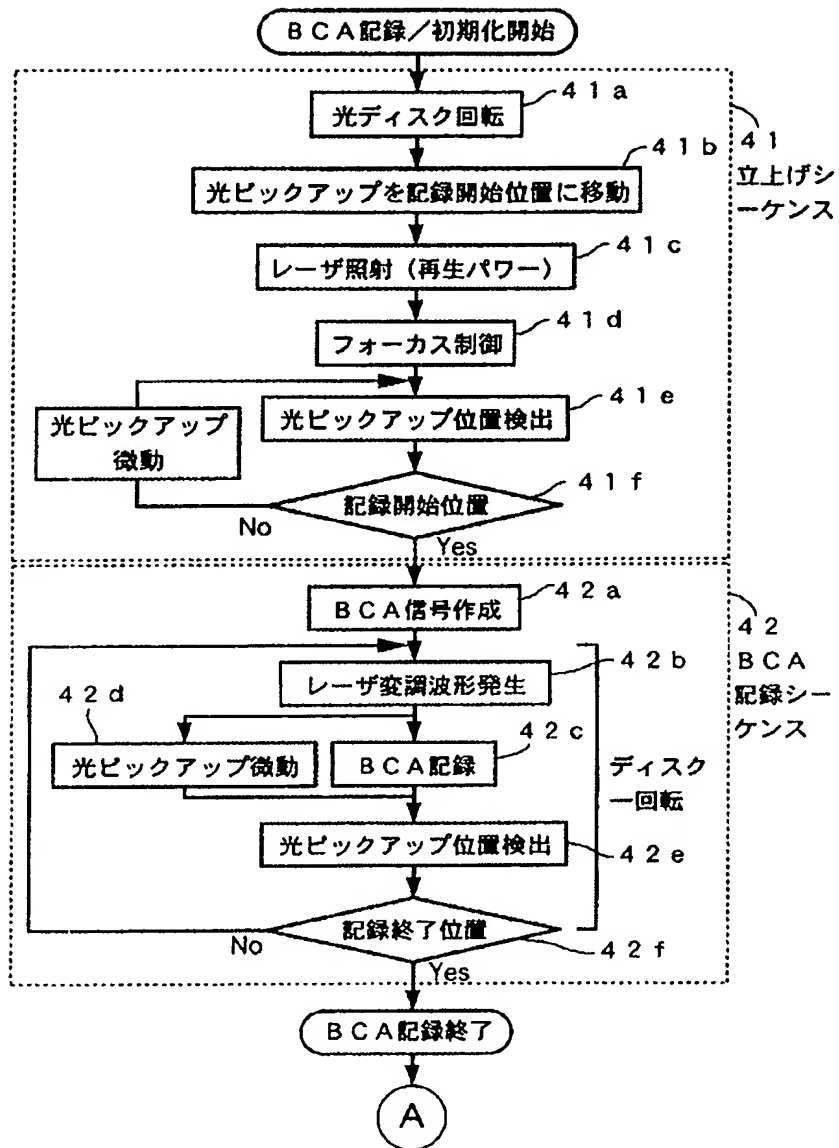 BCA記録／初期化開始
41a
光ディスク回転
41
立上げシ
ーケンス
41b
光ピックアップを記録開始位置に移動
41c
レーザ照射（再生パワー）
41d
フォーカス制御
41e
光ピックアップ位置検出
光ピックアップ
微動
41f
記録開始位置
No
Yes
42a
BCA信号作成
42
BCA
記録シー
ケンス
42b
レーザ変調波形発生
42d
光ピックアップ微動
42c
BCA記録
ディスク
一回転
光ピックアップ位置検出
42e
記録終了位置
No
42f
Yes
BCA記録終了
A